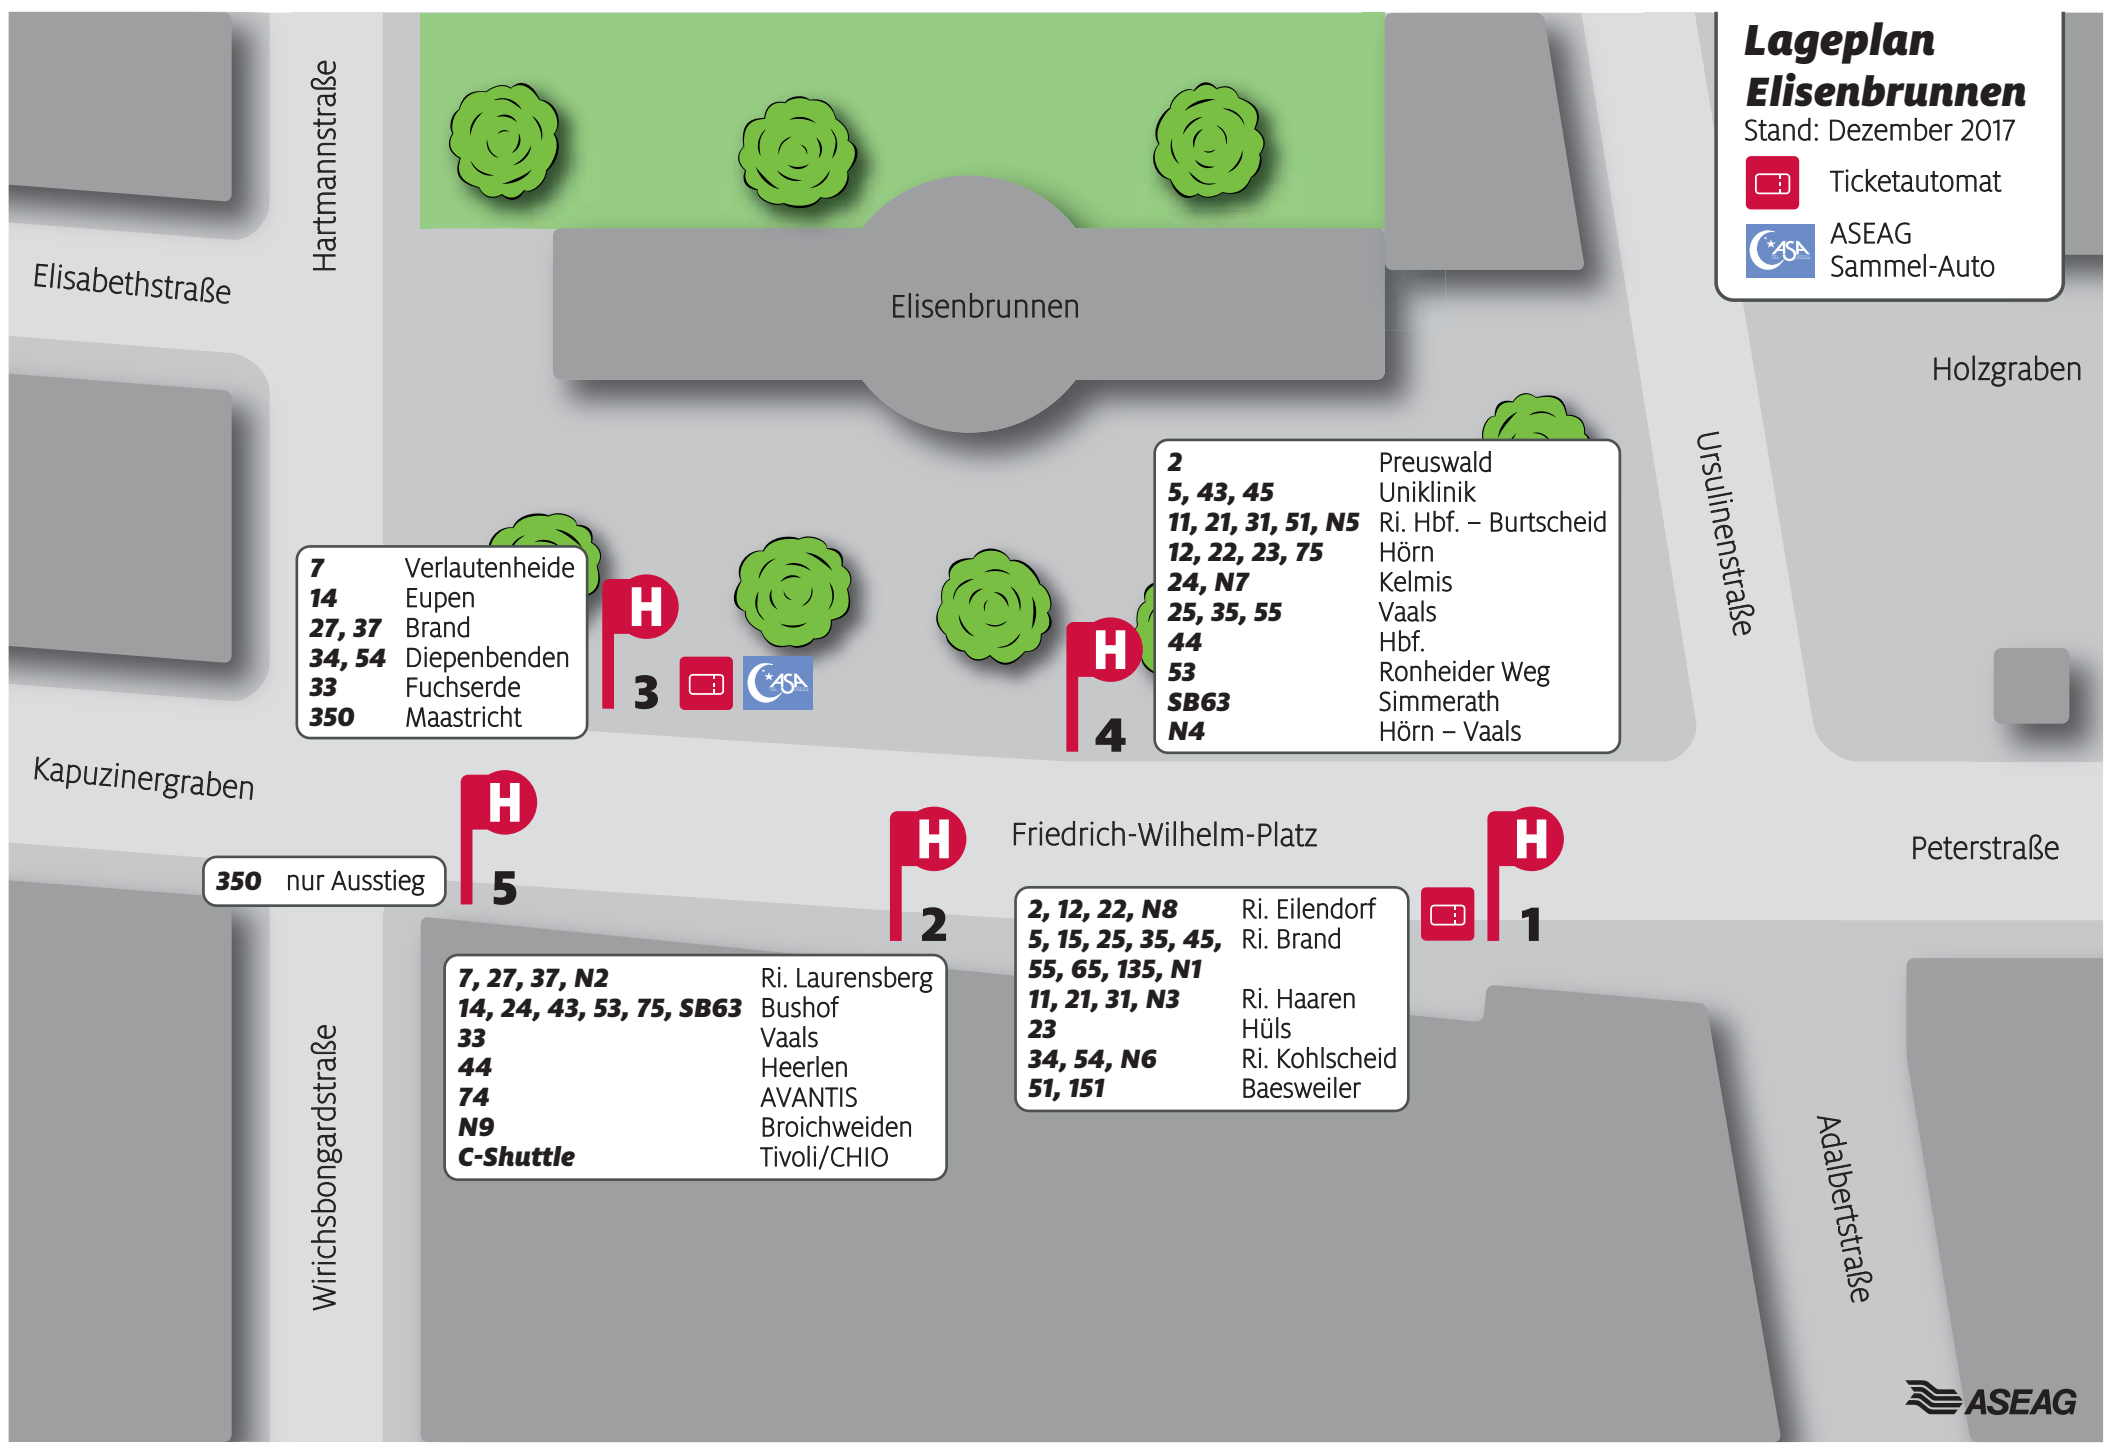 Lageplan
Elisenbrunnen
Stand: Dezember 2017
Ticketautomat
ASA
ASEAG
Sammel-Auto
Hartmannstraße
Elisabethstraße
Elisenbrunnen
Holzgraben
Ursulinenstraße
2 Preuswald
5, 43, 45 Uniklinik
11, 21, 31, 51, N5 Ri. Hbf. – Burtscheid
12, 22, 23, 75 Hörn
24, N7 Kelmis
25, 35, 55 Vaals
44 Hbf.
53 Ronheider Weg
SB63 Simmerath
N4 Hörn – Vaals
H
4
7 Verlautenheide
14 Eupen
27, 37 Brand
34, 54 Diepenbenden
33 Fuchserde
350 Maastricht
H
3
ASA
Kapuzinergraben
H
5
350 nur Ausstieg
H
2
Friedrich-Wilhelm-Platz
H
1
Peterstraße
7, 27, 37, N2 Ri. Laurensberg
14, 24, 43, 53, 75, SB63 Bushof
33 Vaals
44 Heerlen
74 AVANTIS
N9 Broichweiden
C-Shuttle Tivoli/CHIO
2, 12, 22, N8 Ri. Eilendorf
5, 15, 25, 35, 45, Ri. Brand
55, 65, 135, N1
11, 21, 31, N3 Ri. Haaren
23 Hüls
34, 54, N6 Ri. Kohlscheid
51, 151 Baesweiler
Wirichsbongardstraße
Adalbertstraße
ASEAG